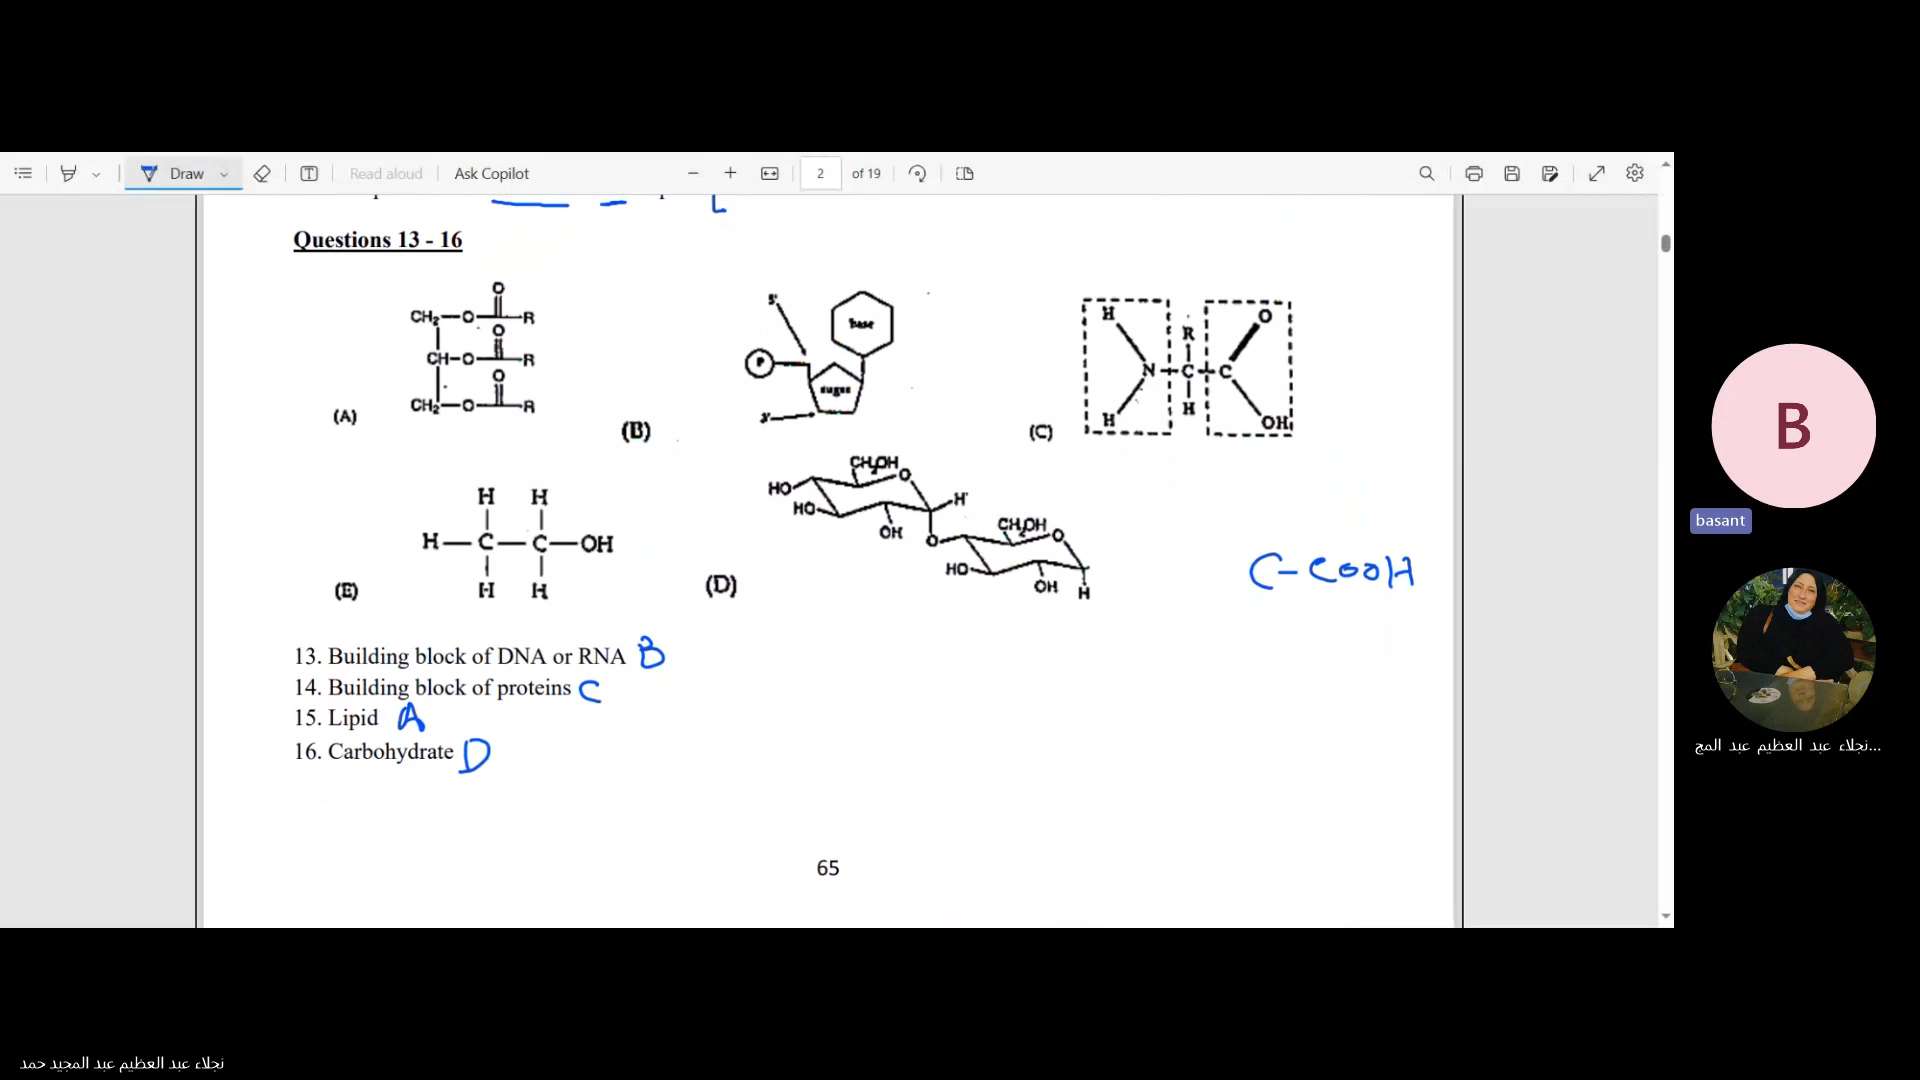 Draw
Read aloud
Ask Copilot
2
of 19
Questions 13 - 16
O
CH2—O—R
O
CH—O—R
O
CH2—O—R
(A)
5'
base
P
sugar
3'
(B)
H
R
O
N—C—C
H
H
OH
(C)
H H
H—C—C—OH
H H
(E)
CH2OH
O
HO
HO
H
OH
CH2OH
O
O
HO
OH
H
(D)
C-COOH
13. Building block of DNA or RNA B
14. Building block of proteins C
15. Lipid A
16. Carbohydrate D
65
B
basant
نجلاء عبد العظيم عبد المج...
نجلاء عبد العظيم عبد المجيد حمد